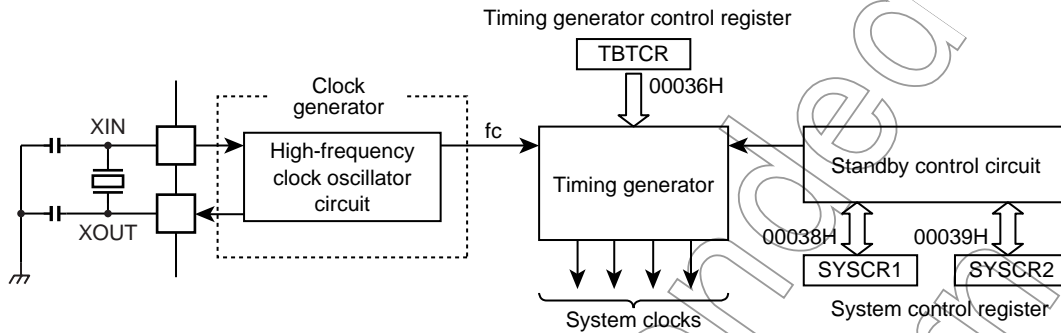 Timing generator control register
TBTCR
00036H
Clock
generator
XIN
fc
High-frequency
clock oscillator
circuit
Timing generator
Standby control circuit
XOUT
00038H
00039H
SYSCR1
SYSCR2
System clocks
System control register